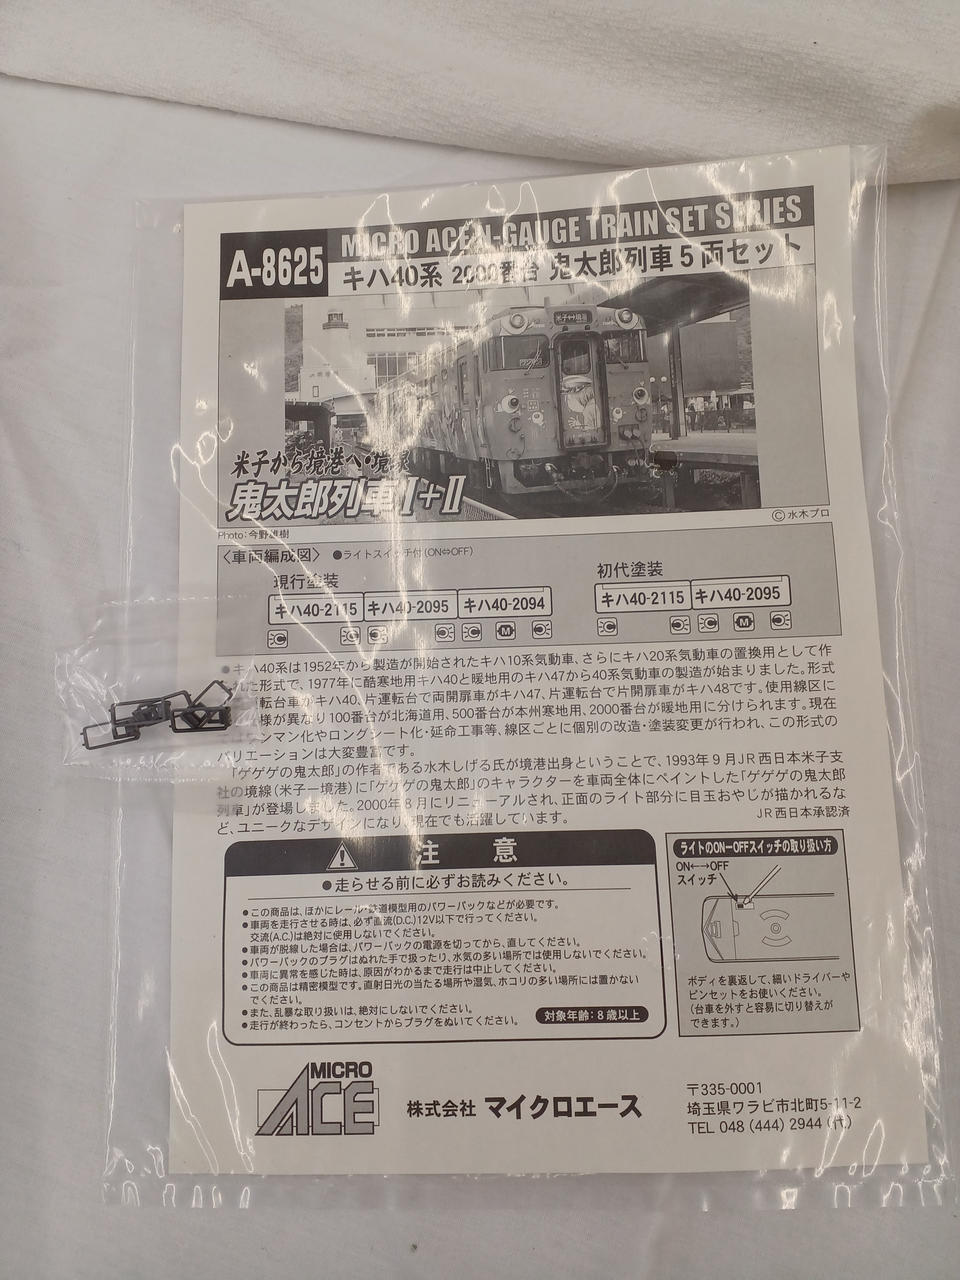 A-8625
MICRO ACE N-GAUGE TRAIN SET SERIES
キハ40系 2000番台 鬼太郎列車5両セット
米子↔境港
米子から境港へ・境線
鬼太郎列車I+II
Photo:今野雄樹
Ⓒ水木プロ
〈車両編成図〉 ●ライトスイッチ付(ON⇔OFF)
現行塗装
キハ40-2115 キハ40-2095 キハ40-2094
M
初代塗装
キハ40-2115 キハ40-2095
M
●キハ40系は1952年から製造が開始されたキハ10系気動車、さらにキハ20系気動車の置換用として作
れた形式で、1977年に酷寒地用キハ40と暖地用のキハ47から40系気動車の製造が始まりました。形式
転台車がキハ40、片運転台で両開扉車がキハ47、片運転台で片開扉車がキハ48です。使用線区に
様が異なり100番台が北海道用、500番台が本州寒地用、2000番台が暖地用に分けられます。現在
ンマン化やロングシート化・延命工事等、線区ごとに個別の改造・塗装変更が行われ、この形式の
バリエーションは大変豊富です。
「ゲゲゲの鬼太郎」の作者である水木しげる氏が境港出身ということで、1993年9月JR西日本米子支
社の境線(米子ー境港)に「ゲゲゲの鬼太郎」のキャラクターを車両全体にペイントした「ゲゲゲの鬼太郎
列車」が登場しました。2000年8月にリニューアルされ、正面のライト部分に目玉おやじが描かれるな
ど、ユニークなデザインになり、現在でも活躍しています。
JR西日本承認済
注意
●走らせる前に必ずお読みください。
●この商品は、ほかにレール・鉄道模型用のパワーパックなどが必要です。
●車両を走行させる時は、必ず直流(D.C.)12V以下で行ってください。
交流(A.C.)は絶対に使用しないでください。
●車両が脱線した場合は、パワーパックの電源を切ってから、直してください。
●パワーパックのプラグはぬれた手で扱ったり、水気の多い場所では使用しないでください。
●車両に異常を感じた時は、原因がわかるまで走行は中止してください。
●この商品は精密模型です。直射日光の当たる場所や湿気、ホコリの多い場所には置かない
でください。
●また、乱暴な取り扱いは、絶対にしないでください。
●走行が終わったら、コンセントからプラグをぬいてください。
対象年齢:8歳以上
ライトのON-OFFスイッチの取り扱い方
ON←→OFF
スイッチ
ボディを裏返して、細いドライバーや
ピンセットをお使いください。
(台車を外すと容易に切り替えが
できます。)
MICRO
ACE
株式会社 マイクロエース
〒335-0001
埼玉県ワラビ市北町5-11-2
TEL 048 (444) 2944 (代)